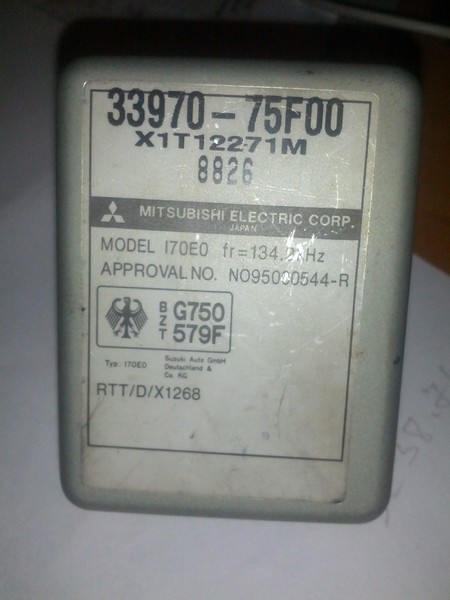 33970-75F00
X1T12271M
8826
MITSUBISHI ELECTRIC CORP.
JAPAN
MODEL I70E0 fr=134.2kHz
APPROVAL NO. NO95000544-R
BZT
G750
579F
Typ: I70E0
Suzuki Auto GmbH
Deutschland &
Co. KG
RTT/D/X1268